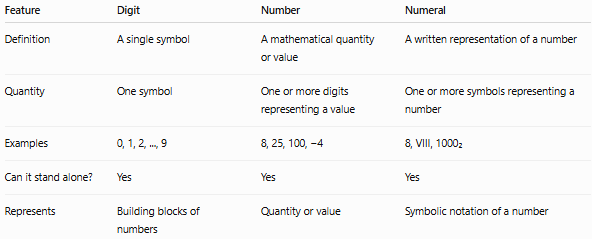 Feature Digit Number Numeral
Definition A single symbol A mathematical quantity A written representation of a number
or value
Quantity One symbol One or more digits One or more symbols representing a
representing a value number
Examples 0, 1, 2, …, 9 8, 25, 100, −4 8, VIII, 1000₂
Can it stand alone? Yes Yes Yes
Represents Building blocks of Quantity or value Symbolic notation of a number
numbers